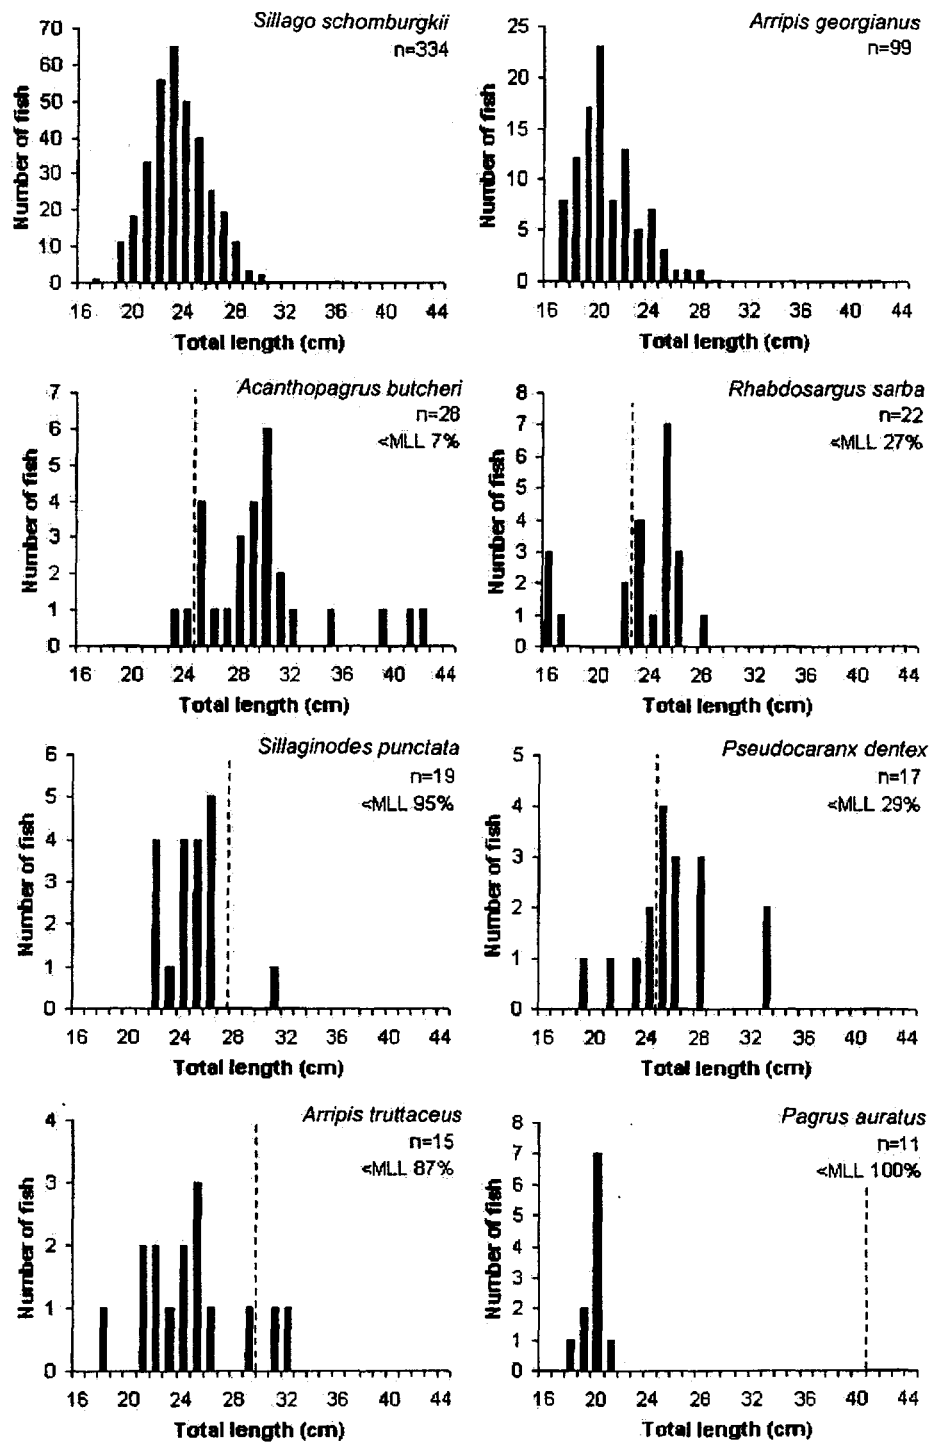 Sillago schomburgkii
n=334
Number of fish
70
60
50
40
30
20
10
0
16 20 24 28 32 36 40 44
Total length (cm)
Arripis georgianus
n=99
Number of fish
25
20
15
10
5
0
16 20 24 28 32 36 40 44
Total length (cm)
Acanthopagrus butcheri
n=28
<MLL 7%
Number of fish
7
6
5
4
3
2
1
0
16 20 24 28 32 36 40 44
Total length (cm)
Rhabdosargus sarba
n=22
<MLL 27%
Number of fish
8
7
6
5
4
3
2
1
0
16 20 24 28 32 36 40 44
Total length (cm)
Sillaginodes punctata
n=19
<MLL 95%
Number of fish
6
5
4
3
2
1
0
16 20 24 28 32 36 40 44
Total length (cm)
Pseudocaranx dentex
n=17
<MLL 29%
Number of fish
5
4
3
2
1
0
16 20 24 28 32 36 40 44
Total length (cm)
Arripis truttaceus
n=15
<MLL 87%
Number of fish
4
3
2
1
0
16 20 24 28 32 36 40 44
Total length (cm)
Pagrus auratus
n=11
<MLL 100%
Number of fish
8
7
6
5
4
3
2
1
0
16 20 24 28 32 36 40 44
Total length (cm)